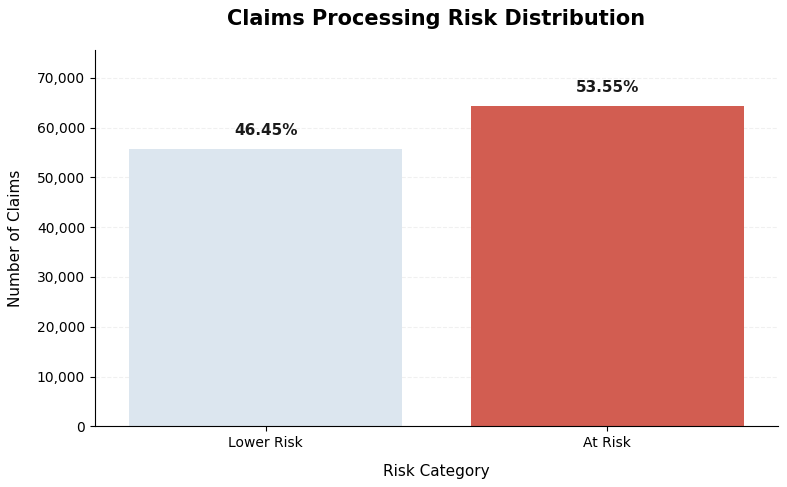 Claims Processing Risk Distribution
70,000
60,000
50,000
40,000
30,000
20,000
10,000
0
Number of Claims
46.45%
53.55%
Lower Risk
At Risk
Risk Category